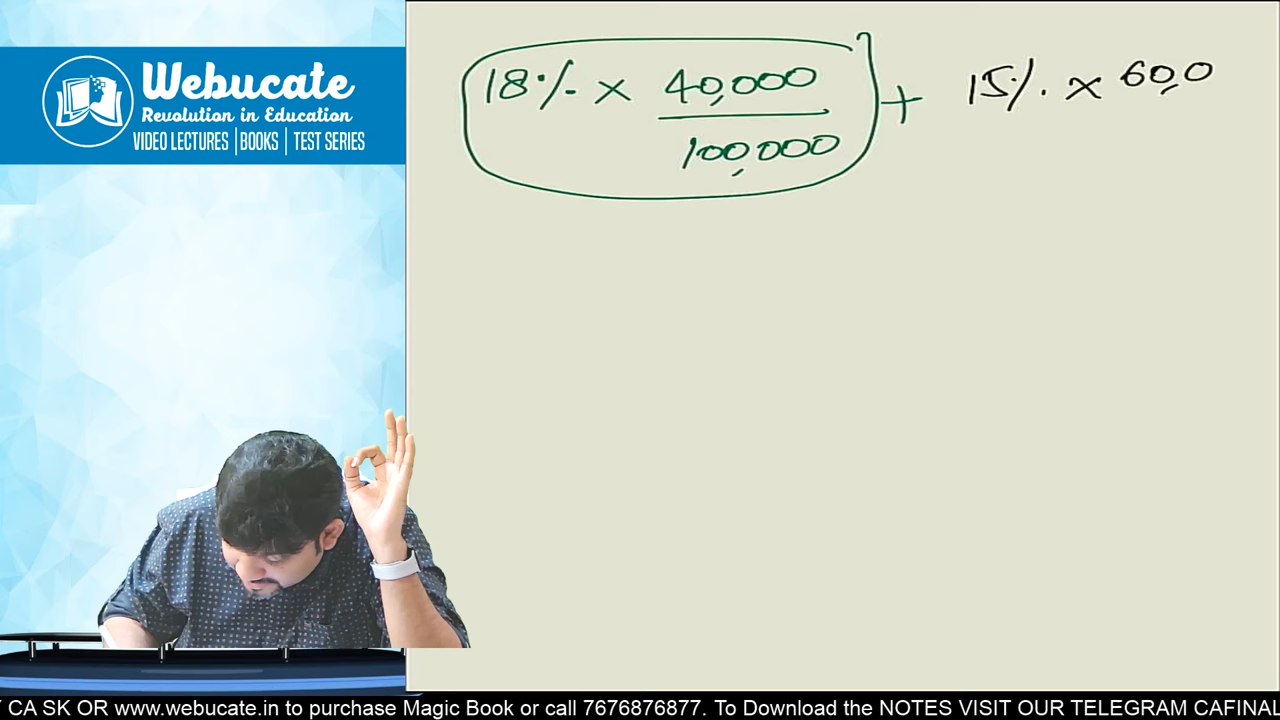 Webucate
Revolution in Education
VIDEO LECTURES | BOOKS | TEST SERIES
18% × 40,000 + 15% × 60,0
100,000
Y CA SK OR www.webucate.in to purchase Magic Book or call 7676876877. To Download the NOTES VISIT OUR TELEGRAM CAFINAL